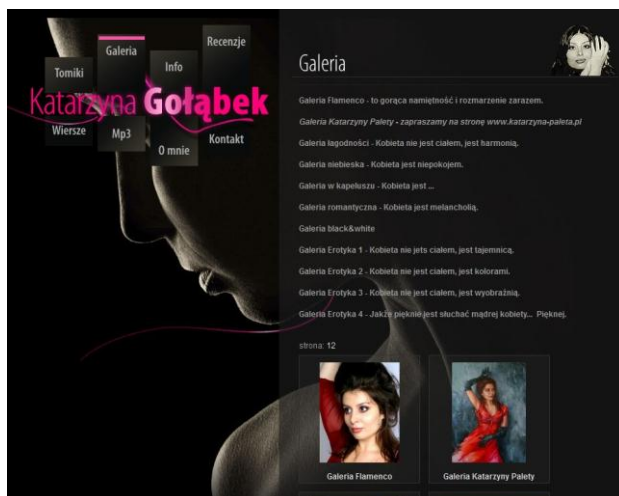 Recenzje
Galeria
Info
Tomiki
Katarzyna Gołąbek
Wiersze
Mp3
O mnie
Kontakt
Galeria
Galeria Flamenco - to gorąca namiętność i rozmarzenie zarazem.
Galeria Katarzyny Palety - zapraszamy na stronę www.katarzyna-paleta.pl
Galeria łagodności - Kobieta nie jest ciałem, jest harmonią.
Galeria niebieska - Kobieta jest niepokojem.
Galeria w kapeluszu - Kobieta jest ...
Galeria romantyczna - Kobieta jest melancholią.
Galeria black&white
Galeria Erotyka 1 - Kobieta nie jets ciałem, jest tajemnicą.
Galeria Erotyka 2 - Kobieta nie jest ciałem, jest kolorami.
Galeria Erotyka 3 - Kobieta nie jest ciałem, jest wyobraźnią.
Galeria Erotyka 4 - Jakże pięknie jest słuchać mądrej kobiety... Pięknej.
strona: 12
Galeria Flamenco
Galeria Katarzyny Palety